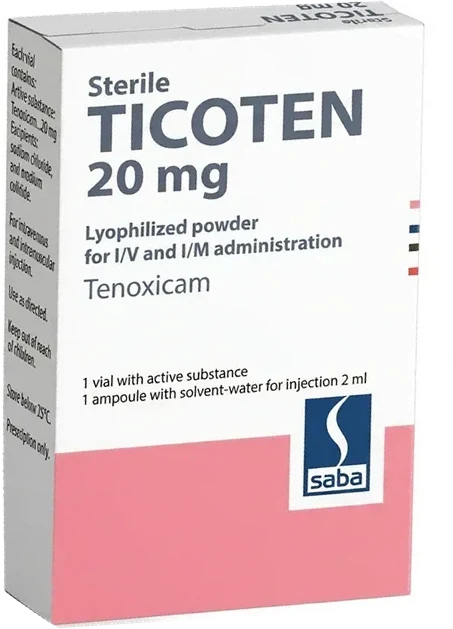 Sterile
TICOTEN
20 mg
Each vial
contains:
Active substance:
Tenoxicam...20 mg
Excipients:
sodium chloride,
For intravenous
and intramuscular
injection.
Use as directed.
Keep out of reach
of children.
Store below 25°C.
Prescription only.
Sterile
TICOTEN
20 mg
Lyophilized powder
for I/V and I/M administration
Tenoxicam
1 vial with active substance
1 ampoule with solvent-water for injection 2 ml
saba